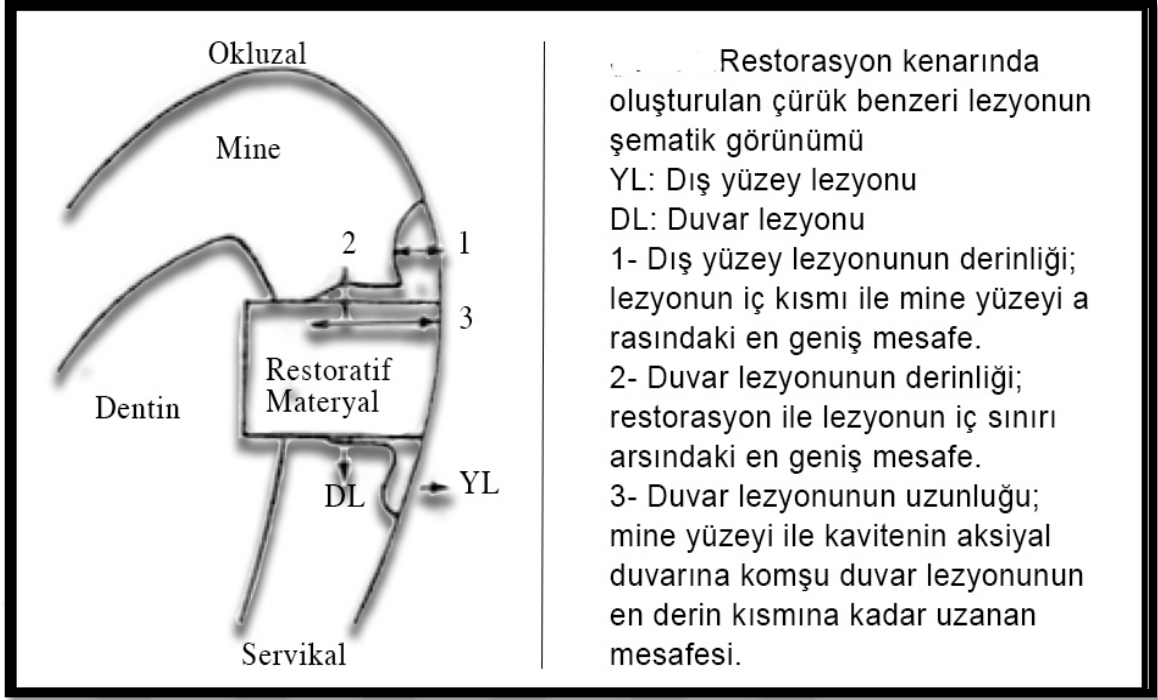 Okluzal
Mine
2
1
3
Restoratif
Materyal
Dentin
DL
YL
Servikal
Restorasyon kenarında
oluşturulan çürük benzeri lezyonun
şematik görünümü
YL: Dış yüzey lezyonu
DL: Duvar lezyonu
1- Dış yüzey lezyonunun derinliği;
lezyonun iç kısmı ile mine yüzeyi a
rasındaki en geniş mesafe.
2- Duvar lezyonunun derinliği;
restorasyon ile lezyonun iç sınırı
arsındaki en geniş mesafe.
3- Duvar lezyonunun uzunluğu;
mine yüzeyi ile kavitenin aksiyal
duvarına komşu duvar lezyonunun
en derin kısmına kadar uzanan
mesafesi.